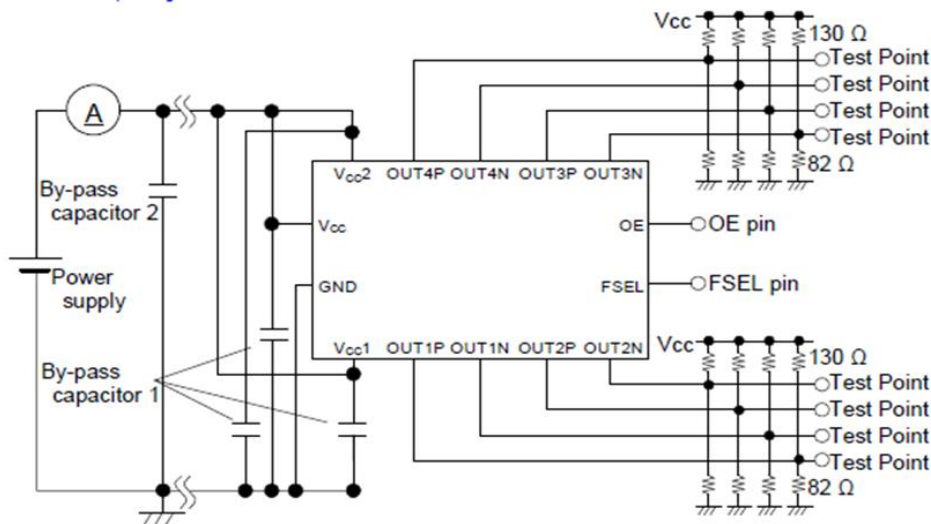 Vcc
130 Ω
Test Point
Test Point
Test Point
Test Point
82 Ω
A
By-pass
capacitor 2
Power
supply
By-pass
capacitor 1
Vcc2 OUT4P OUT4N OUT3P OUT3N
Vcc
OE
OE pin
GND
FSEL
FSEL pin
Vcc1 OUT1P OUT1N OUT2P OUT2N
Vcc
130 Ω
Test Point
Test Point
Test Point
Test Point
82 Ω